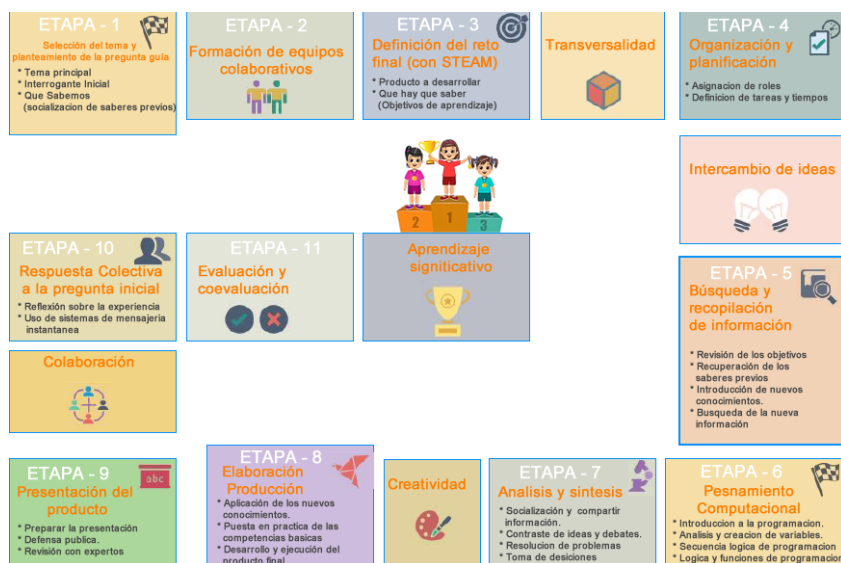 ETAPA - 1
Selección del tema y
planteamiento de la pregunta guía
* Tema principal
* Interrogante Inicial
* Que Sabemos
(socializacion de saberes previos)
ETAPA - 2
Formación de equipos
colaborativos
ETAPA - 3
Definición del reto
final (con STEAM)
* Producto a desarrollar
* Que hay que saber
(Objetivos de aprendizaje)
Transversalidad
ETAPA - 4
Organización y
planificación
* Asignacion de roles
* Definicion de tareas y tiempos
Intercambio de ideas
ETAPA - 5
Búsqueda y
recopilación
de información
* Revisión de los objetivos
* Recuperación de los
saberes previos
* Introducción de nuevos
conocimientos.
* Busqueda de la nueva
información
ETAPA - 6
Pesnamiento
Computacional
* Introduccion a la programacion.
* Analisis y creacion de variables.
* Secuencia logica de programacion
* Logica y funciones de programacion
ETAPA - 7
Analisis y sintesis
* Socialización y compartir
información.
* Contraste de ideas y debates.
* Resolucion de problemas
* Toma de desiciones
Creatividad
ETAPA - 8
Elaboración
Producción
* Aplicación de los nuevos
conocimientos.
* Puesta en practica de las
competencias basicas
* Desarrollo y ejecución del
producto final
ETAPA - 9
Presentación del
producto
abc
* Preparar la presentación
* Defensa publica.
* Revisión con expertos
Colaboración
ETAPA - 10
Respuesta Colectiva
a la pregunta inicial
* Reflexión sobre la experiencia
* Uso de sistemas de mensajeria
instantanea
ETAPA - 11
Evaluación y
coevaluación
2 1 3
Aprendizaje
signiticativo